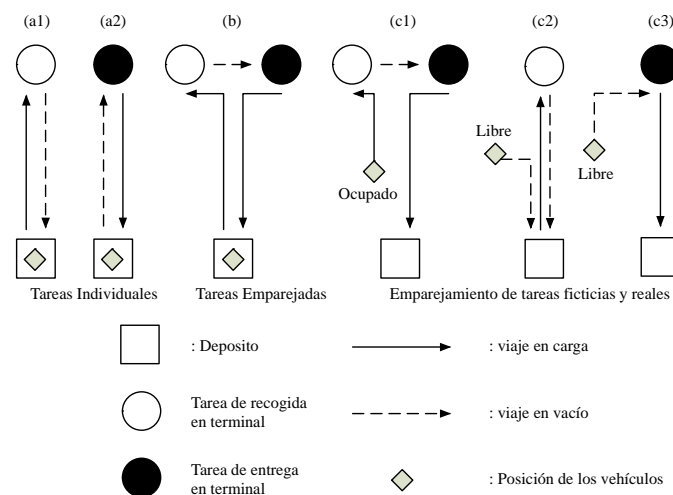 (a1) (a2) (b) (c1) (c2) (c3)
Libre
Ocupado
Libre
Tareas Individuales Tareas Emparejadas Emparejamiento de tareas ficticias y reales
: Deposito : viaje en carga
Tarea de recogida
en terminal
: viaje en vacío
Tarea de entrega
en terminal
: Posición de los vehículos